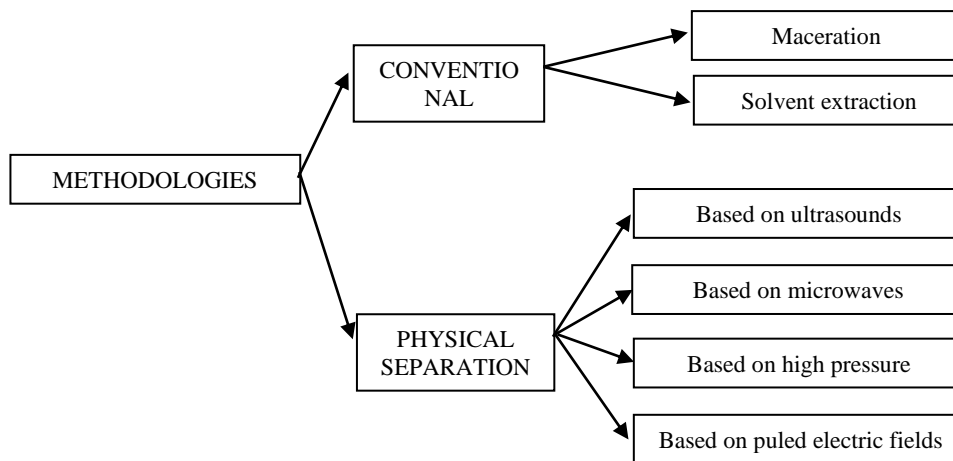 Maceration
CONVENTIO
NAL
Solvent extraction
METHODOLOGIES
Based on ultrasounds
Based on microwaves
PHYSICAL
SEPARATION
Based on high pressure
Based on puled electric fields